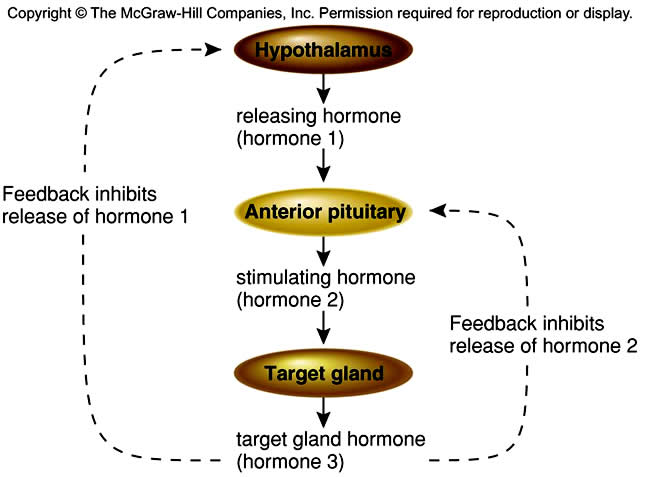 Copyright © The McGraw-Hill Companies, Inc. Permission required for reproduction or display.
Hypothalamus
releasing hormone
(hormone 1)
Feedback inhibits
release of hormone 1
Anterior pituitary
stimulating hormone
(hormone 2)
Feedback inhibits
release of hormone 2
Target gland
target gland hormone
(hormone 3)